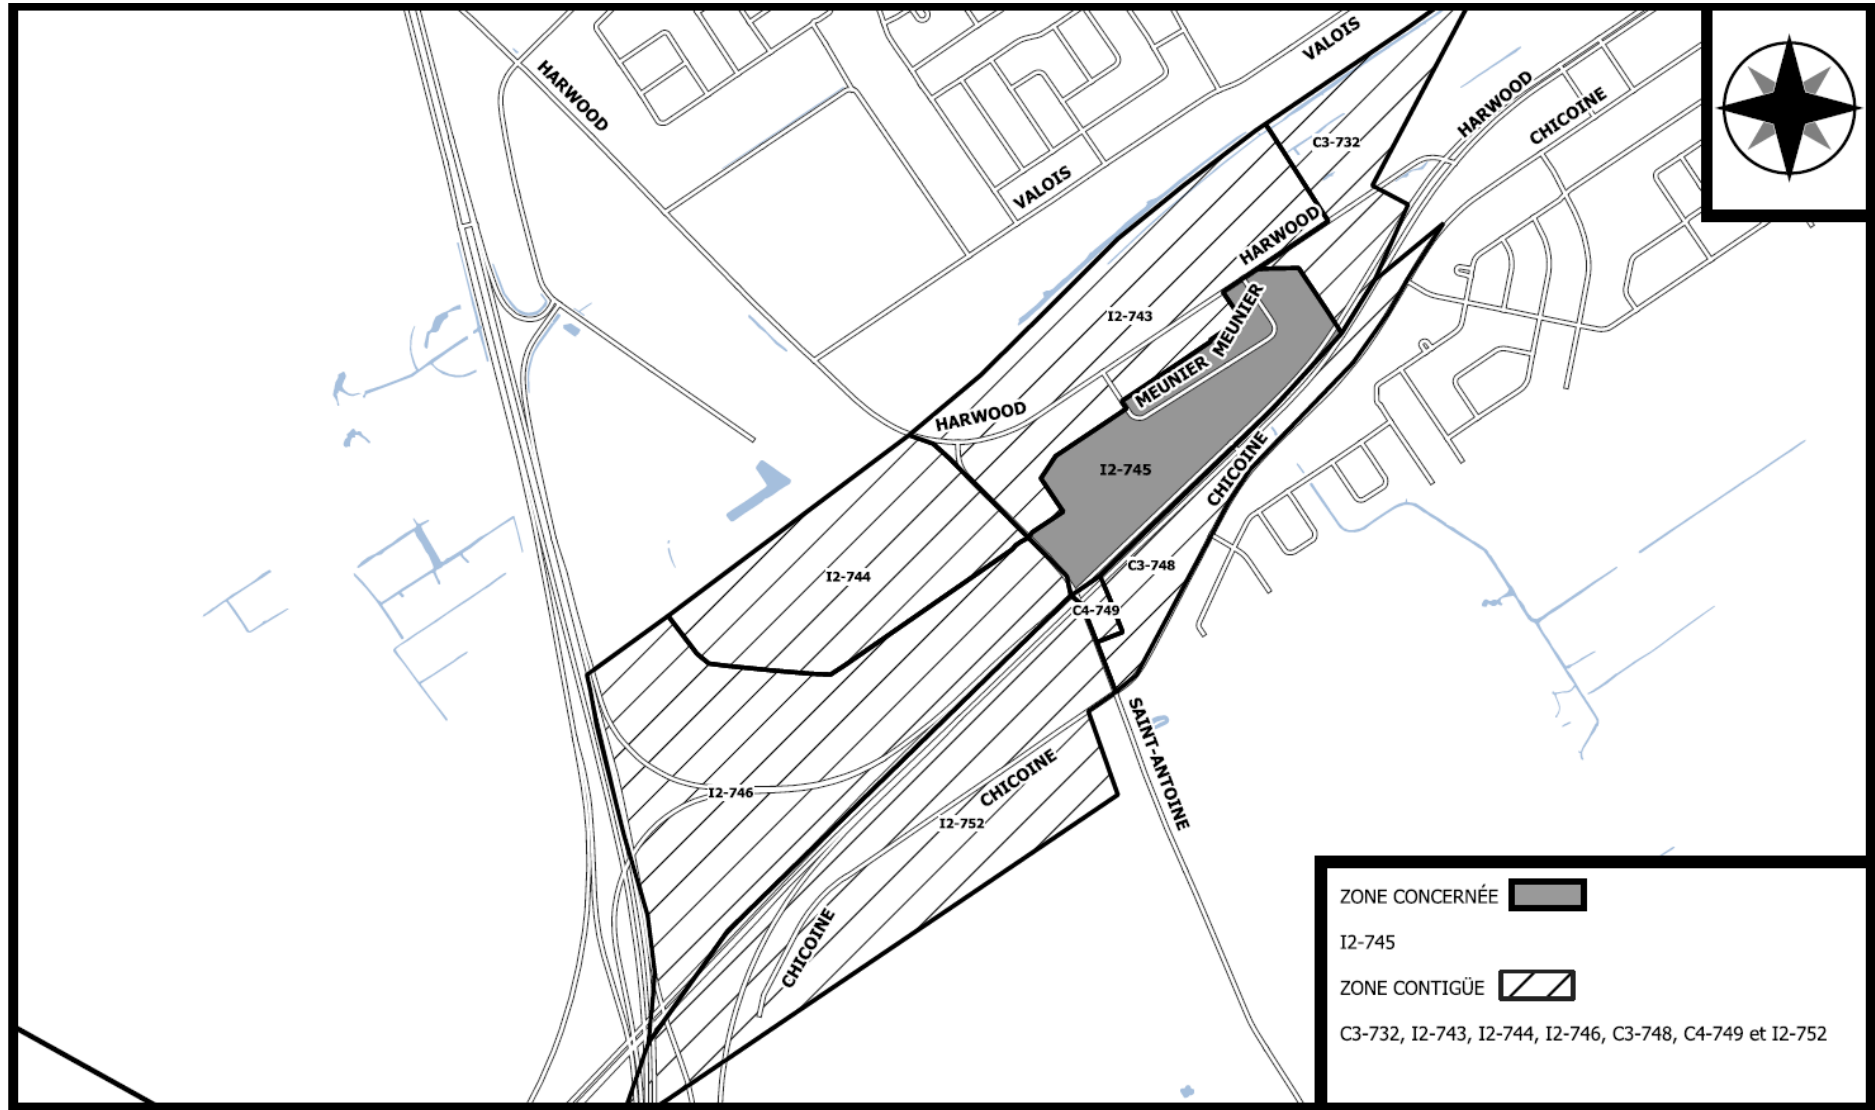 VALOIS
HARWOOD
HARWOOD
CHICOINE
C3-732
VALOIS
HARWOOD
I2-743
MEUNIER
MEUNIER
HARWOOD
I2-745
CHICOINE
C3-748
I2-744
C4-749
SAINT-ANTOINE
CHICOINE
I2-746
I2-752
CHICOINE
ZONE CONCERNÉE
I2-745
ZONE CONTIGÜE
C3-732, I2-743, I2-744, I2-746, C3-748, C4-749 et I2-752